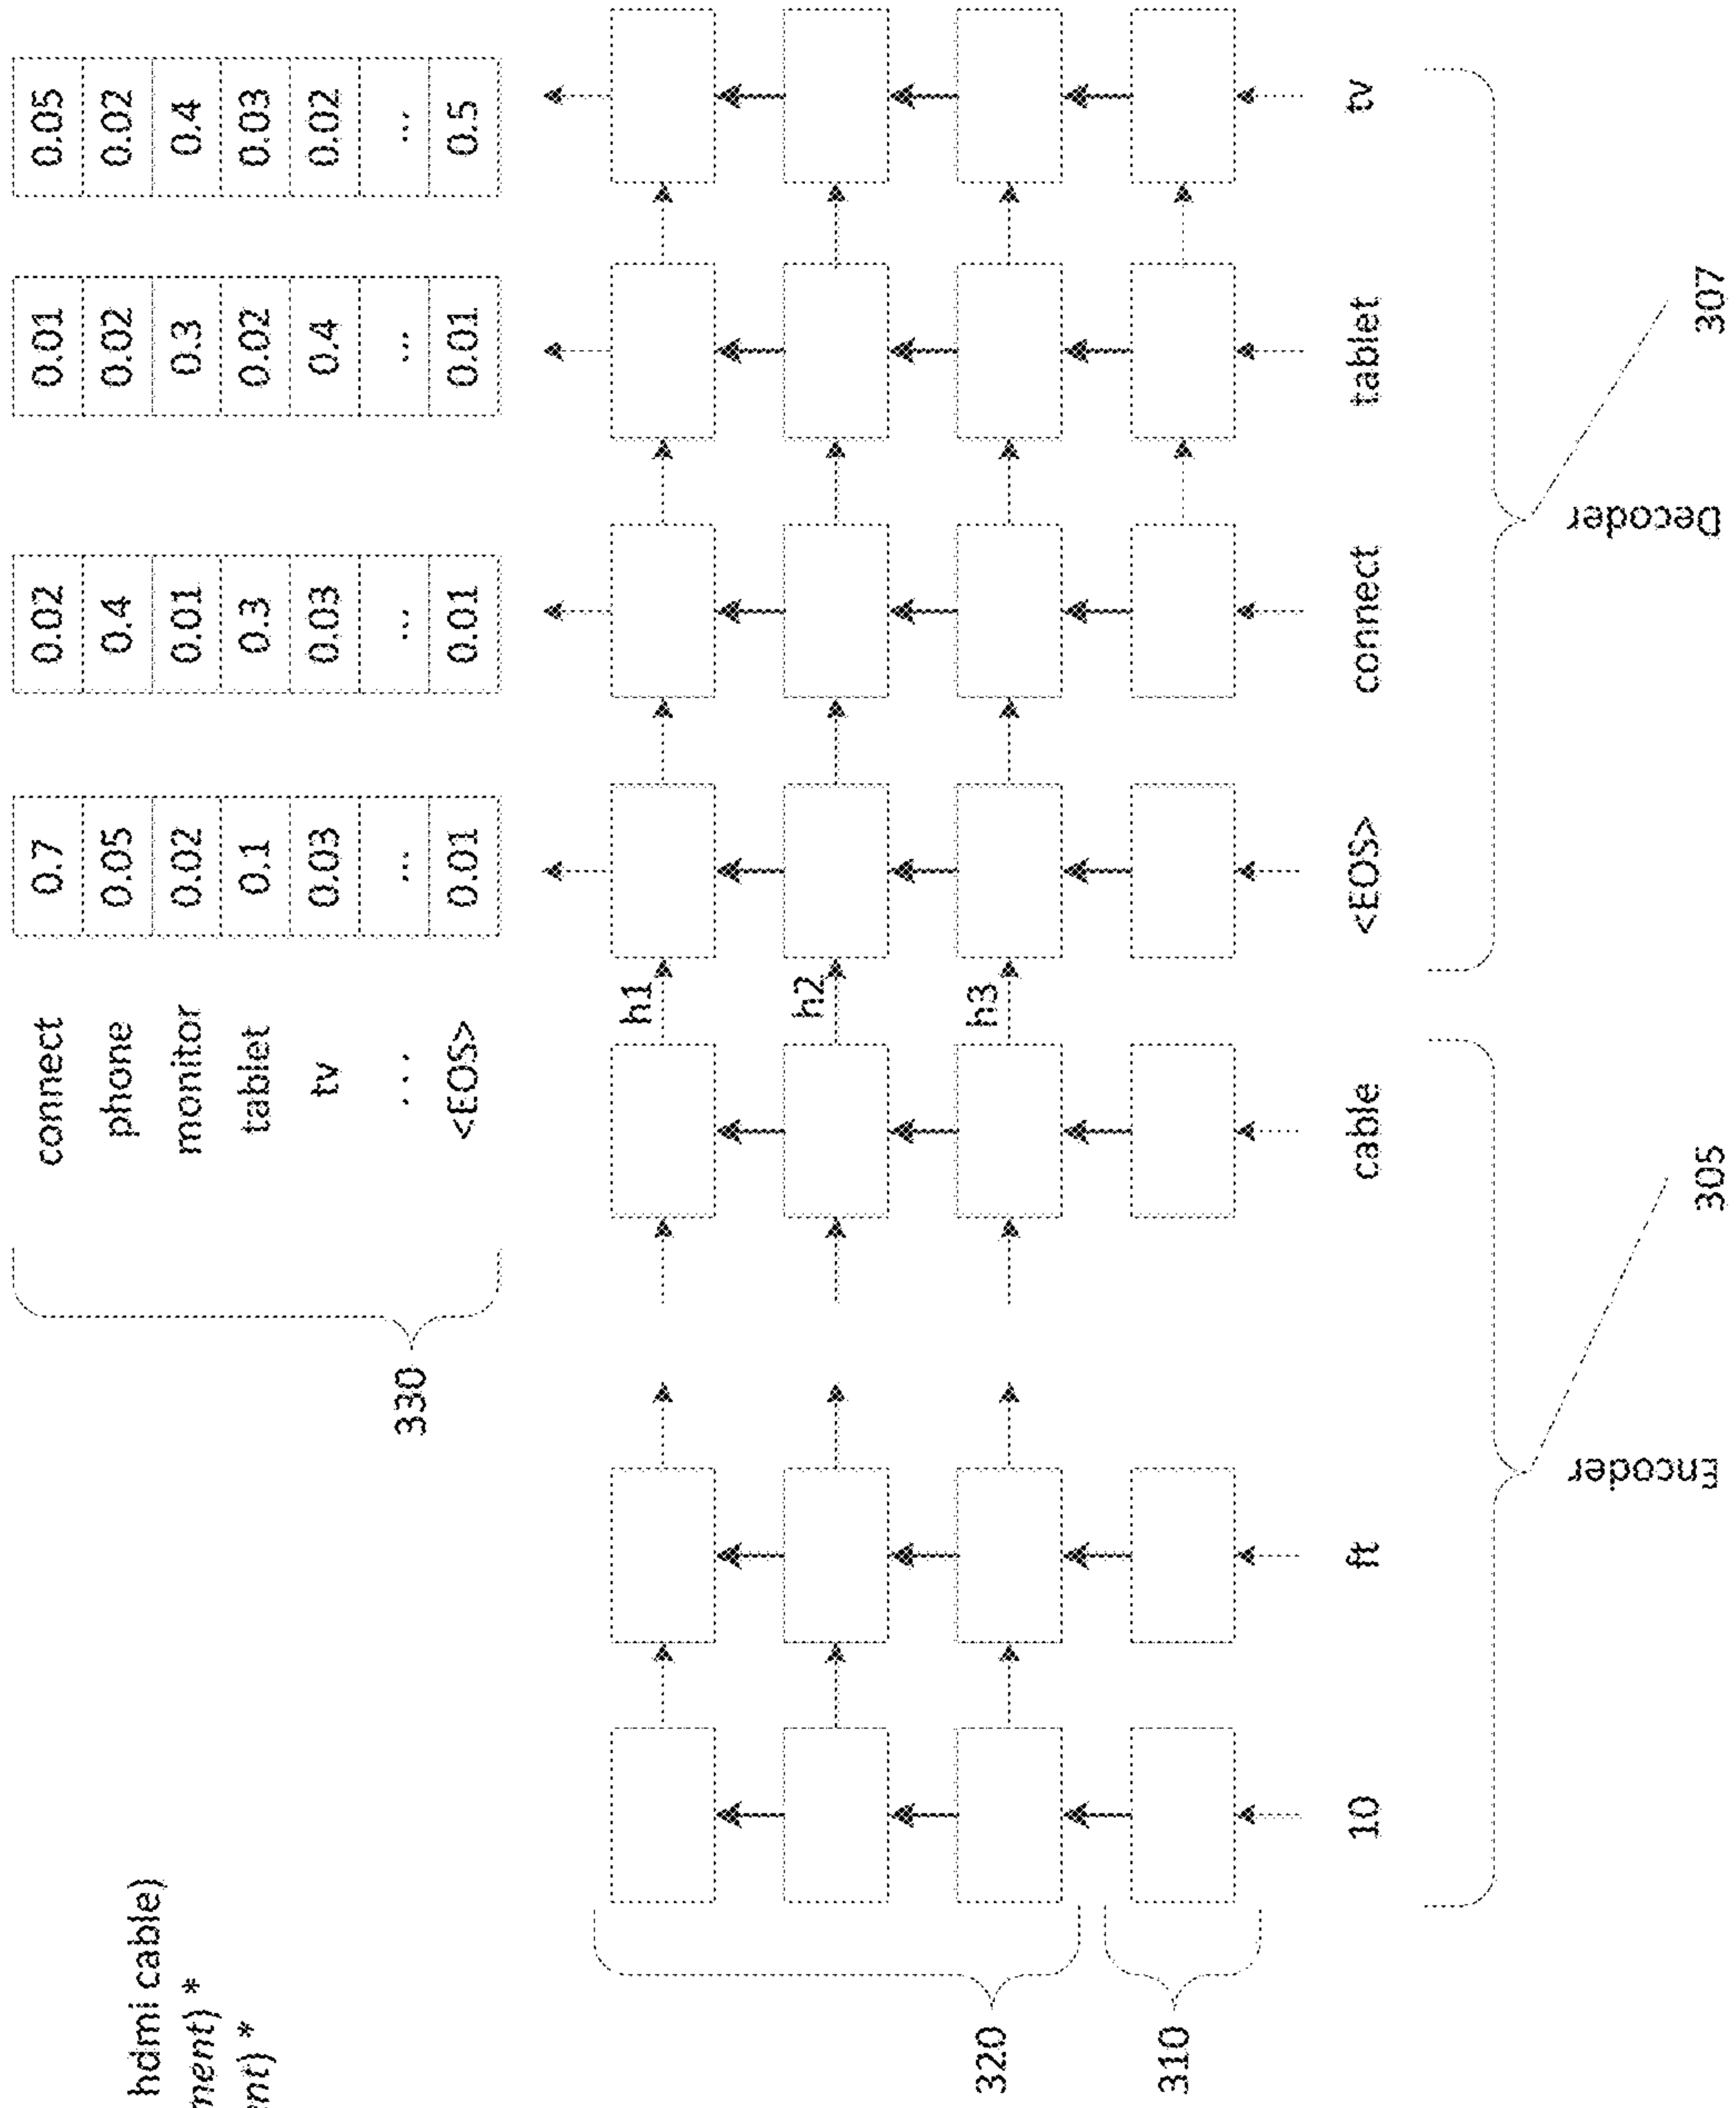 connect 0.7 0.02 0.01 0.05
phone 0.05 0.4 0.02 0.02
hdmi cable)
monitor 0.02 0.01 0.3 0.4
ment) *
tablet 0.1 0.3 0.02 0.03
ent) *
tv 0.03 0.03 0.4 0.02
... ... ... ... ...
<EOS> 0.01 0.01 0.01 0.5
330
h1
h2
h3
320
310
10 ft cable <EOS> connect tablet tv
Encoder Decoder
305 307